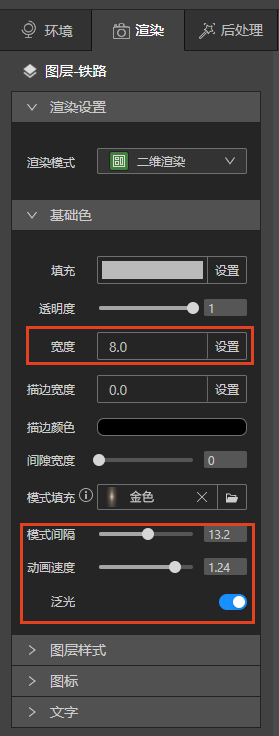 环境 渲染 后处理
图层-铁路
渲染设置
渲染模式 二维渲染
基础色
填充 设置
透明度 1
宽度 8.0 设置
描边宽度 0.0
描边颜色
间隙宽度 0
模式填充 金色
模式间隔 13.2
动画速度 1.24
泛光
图层样式
图标
文字